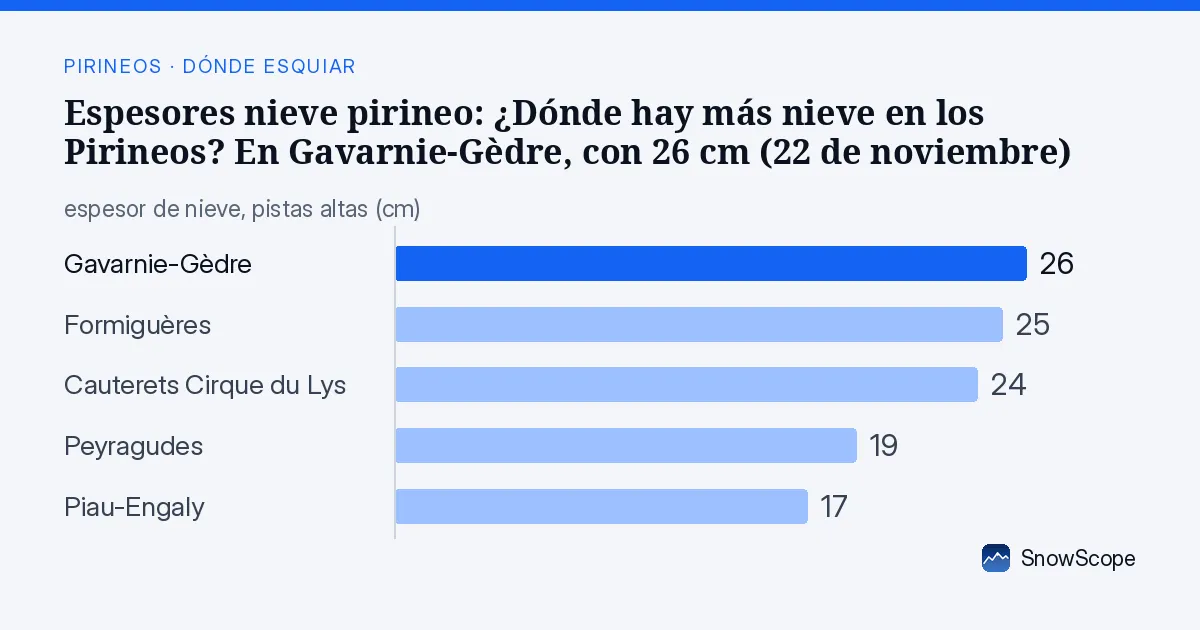 PIRINEOS · DÓNDE ESQUIAR
Espesores nieve pirineo: ¿Dónde hay más nieve en los
Pirineos? En Gavarnie-Gèdre, con 26 cm (22 de noviembre)
espesor de nieve, pistas altas (cm)
Gavarnie-Gèdre 26
Formiguères 25
Cauterets Cirque du Lys 24
Peyragudes 19
Piau-Engaly 17
SnowScope